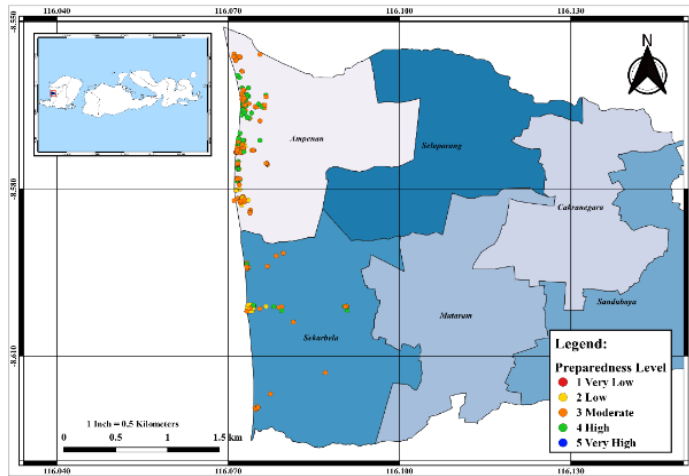 116.040 116.070 116.100 116.130
-8.550
N
Ampenan
Selaparang
-8.580
Cakranegara
Sandubaya
Mataram
Sekarbela
-8.610
Legend:
Preparedness Level
1 Very Low
2 Low
3 Moderate
4 High
5 Very High
1 Inch = 0.5 Kilometers
0 0.5 1 1.5 km
116.040 116.070 116.100 116.130